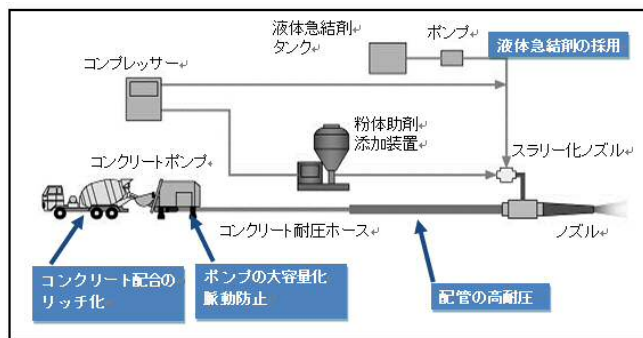 液体急結剤
タンク
ポンプ
液体急結剤の採用
コンプレッサー
粉体助剤
添加装置
スラリー化ノズル
コンクリートポンプ
コンクリート耐圧ホース
ノズル
コンクリート配合の
リッチ化
ポンプの大容量化
脈動防止
配管の高耐圧